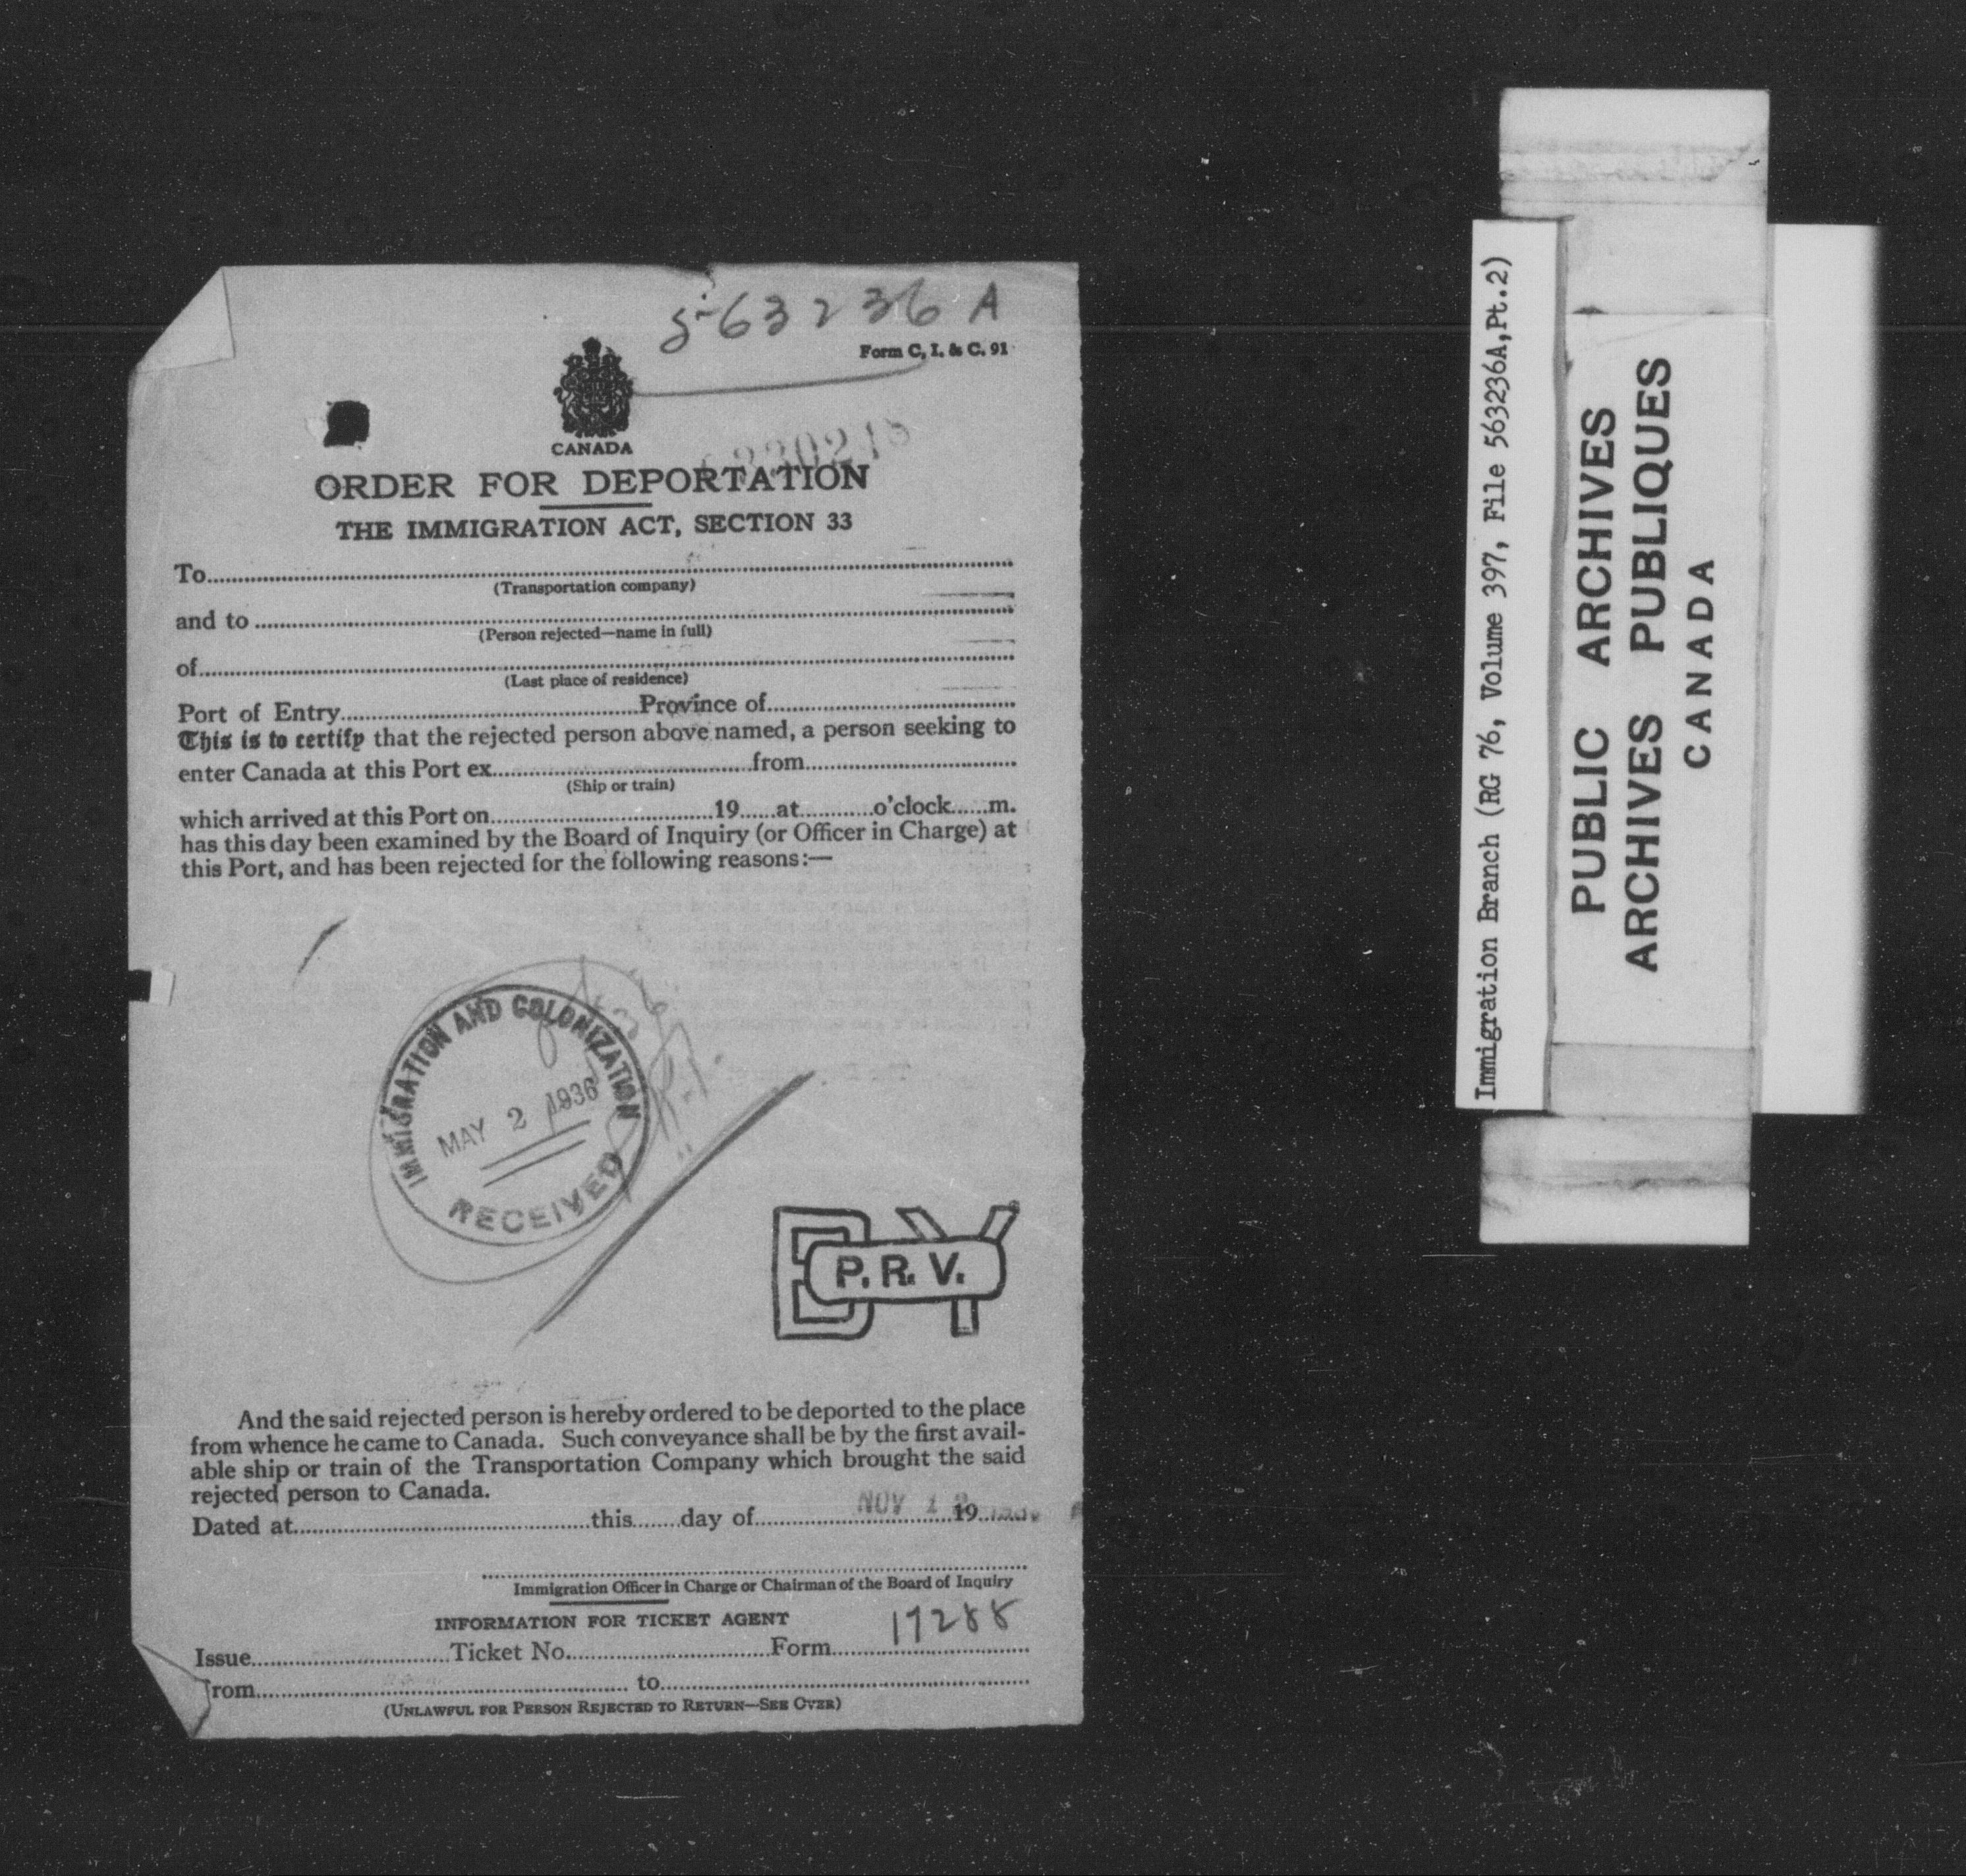 563236 A
Form C, I. & C. 91
CANADA
ORDER FOR DEPORTATION
THE IMMIGRATION ACT, SECTION 33
To
(Transportation company)
and to
(Person rejected—name in full)
of
(Last place of residence)
Port of Entry Province of
This is to certify that the rejected person above named, a person seeking to
enter Canada at this Port ex from
(Ship or train)
which arrived at this Port on 19 at o'clock m.
has this day been examined by the Board of Inquiry (or Officer in Charge) at
this Port, and has been rejected for the following reasons:—
IMMIGRATION AND COLONIZATION
MAY 2 1936
RECEIVED
P. R. V.
And the said rejected person is hereby ordered to be deported to the place
from whence he came to Canada. Such conveyance shall be by the first avail-
able ship or train of the Transportation Company which brought the said
rejected person to Canada.
Dated at this day of NOV 19
Immigration Officer in Charge or Chairman of the Board of Inquiry
INFORMATION FOR TICKET AGENT
17288
Issue Ticket No. Form
rom to
(UNLAWFUL FOR PERSON REJECTED TO RETURN—SEE OVER)
Immigration Branch (RG 76, Volume 397, File 563236A,Pt.2)
PUBLIC ARCHIVES
ARCHIVES PUBLIQUES
CANADA